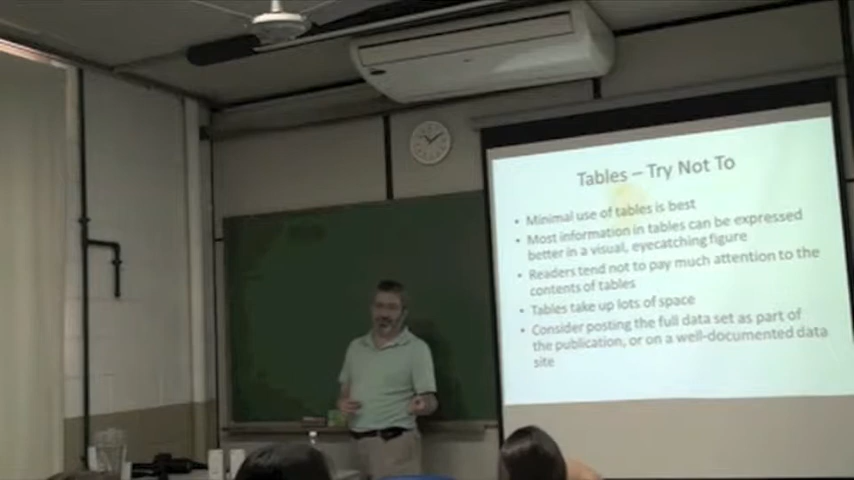 Tables – Try Not To
• Minimal use of tables is best
• Most information in tables can be expressed
better in a visual, eyecatching figure
• Readers tend not to pay much attention to the
contents of tables
• Tables take up lots of space
• Consider posting the full data set as part of
the publication, or on a well-documented data
site